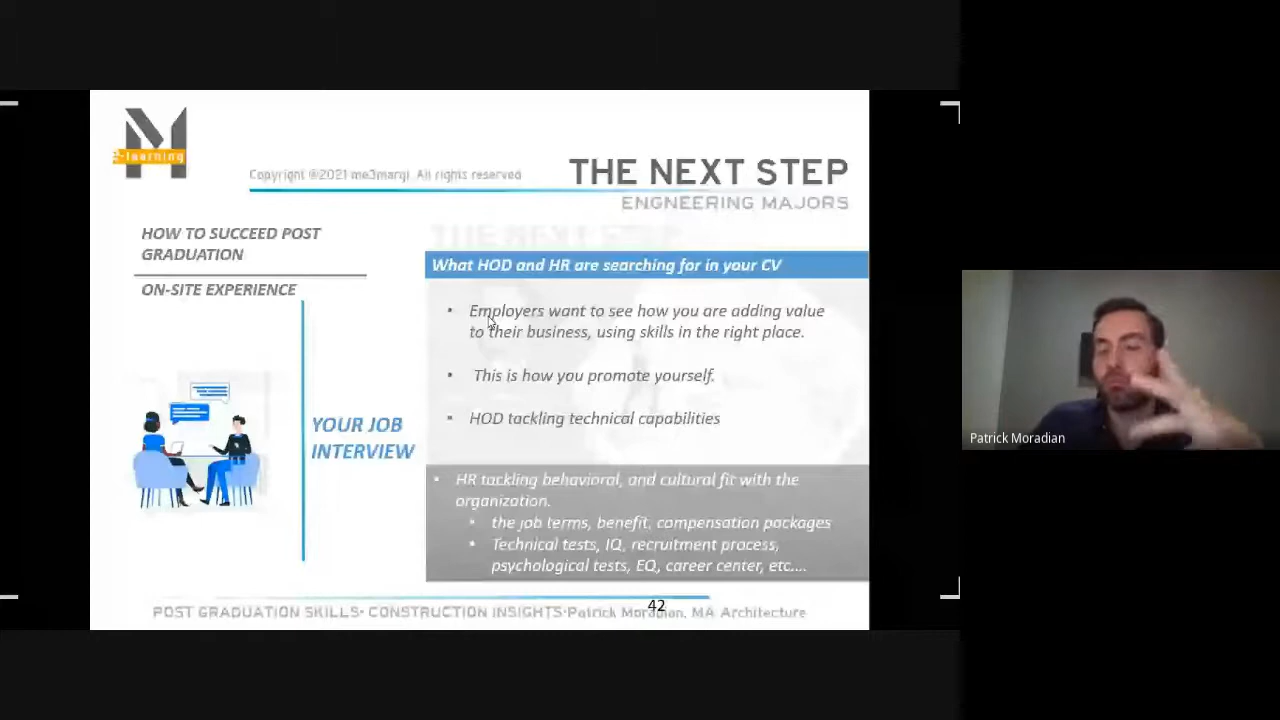 e-learning
Copyright @2021 me3marqi. All rights reserved
THE NEXT STEP
ENGNEERING MAJORS
HOW TO SUCCEED POST
GRADUATION
ON-SITE EXPERIENCE
YOUR JOB
INTERVIEW
THE NEXT STEP
What HOD and HR are searching for in your CV
• Employers want to see how you are adding value
to their business, using skills in the right place.
• This is how you promote yourself.
• HOD tackling technical capabilities
• HR tackling behavioral, and cultural fit with the
organization.
• the job terms, benefit, compensation packages
• Technical tests, IQ, recruitment process,
psychological tests, EQ, career center, etc....
42
POST GRADUATION SKILLS• CONSTRUCTION INSIGHTS•Patrick Moradian, MA Architecture
Patrick Moradian